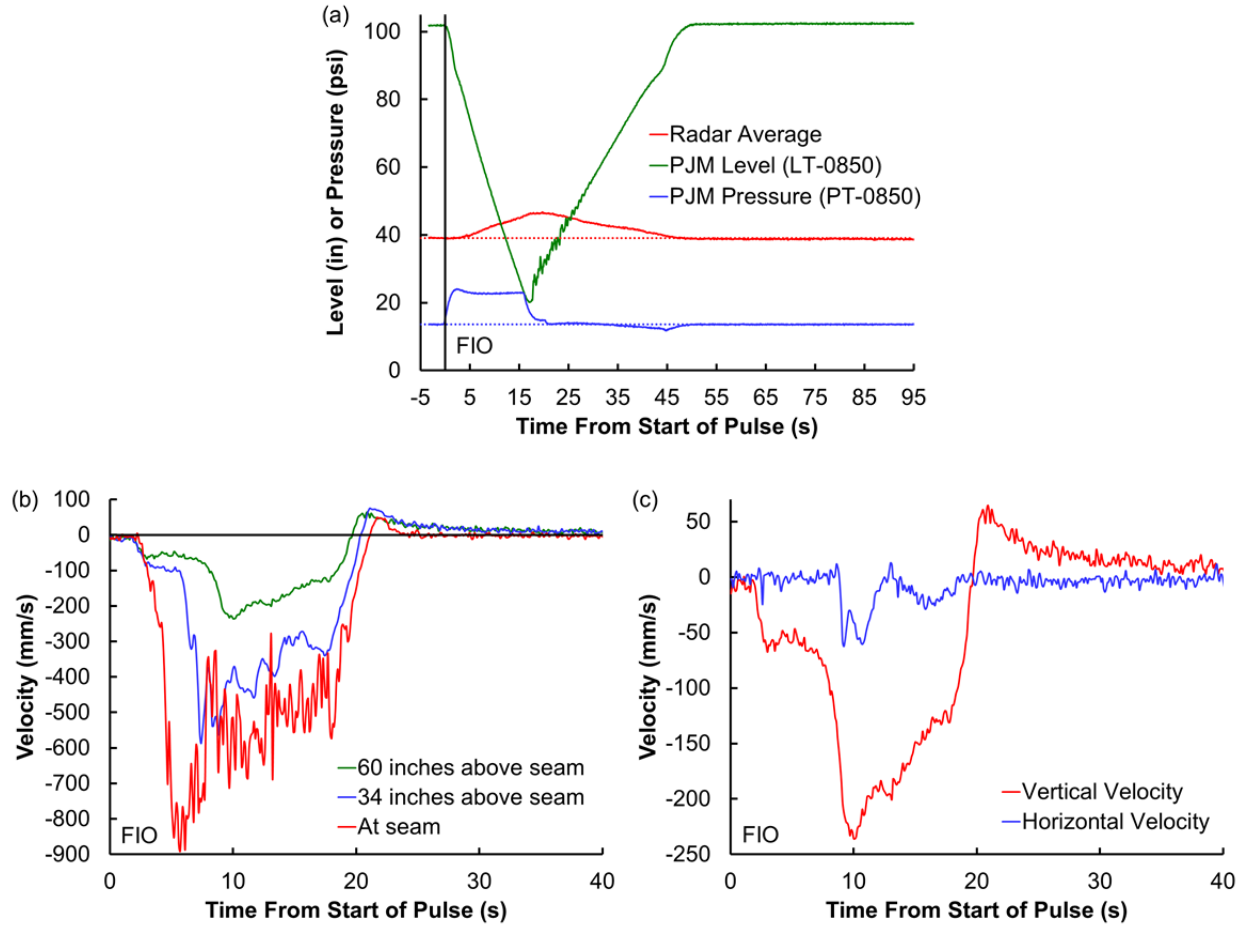 (a)
Level (in) or Pressure (psi)
100
80
60
40
20
0
Radar Average
PJM Level (LT-0850)
PJM Pressure (PT-0850)
FIO
-5 5 15 25 35 45 55 65 75 85 95
Time From Start of Pulse (s)
(b)
Velocity (mm/s)
100
0
-100
-200
-300
-400
-500
-600
-700
-800
-900
60 inches above seam
34 inches above seam
At seam
FIO
0 10 20 30 40
Time From Start of Pulse (s)
(c)
Velocity (mm/s)
50
0
-50
-100
-150
-200
-250
Vertical Velocity
Horizontal Velocity
FIO
0 10 20 30 40
Time From Start of Pulse (s)